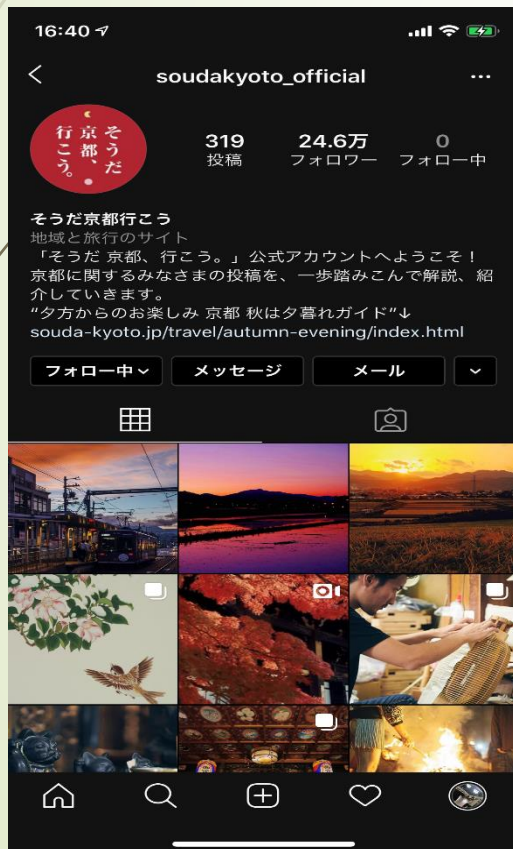 16:40
soudakyoto_official
そうだ
京都、
行こう。
319
投稿
24.6万
フォロワー
0
フォロー中
そうだ京都行こう
地域と旅行のサイト
「そうだ 京都、行こう。」公式アカウントへようこそ！
京都に関するみなさまの投稿を、一歩踏みこんで解説、紹
介していきます。
“夕方からのお楽しみ 京都 秋は夕暮れガイド”↓
souda-kyoto.jp/travel/autumn-evening/index.html
フォロー中
メッセージ
メール